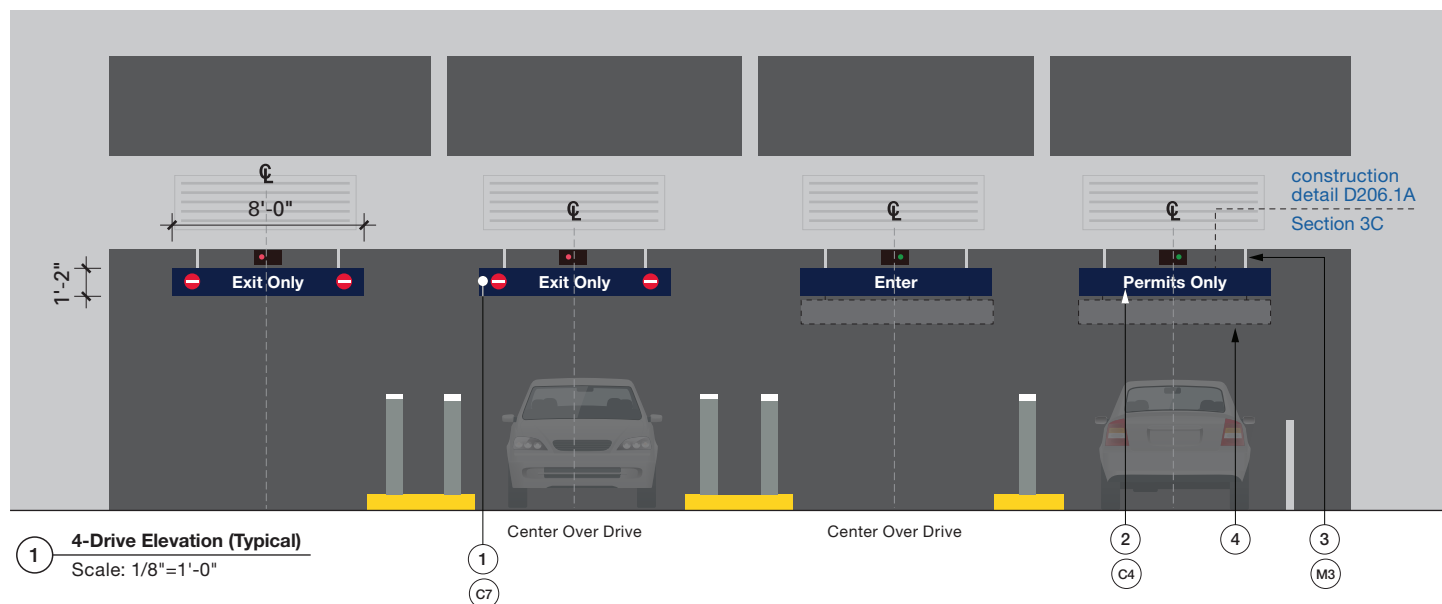 construction
detail D206.1A
Section 3C
℄
℄
℄
℄
8'-0"
1'-2"
Exit Only
Exit Only
Enter
Permits Only
Center Over Drive
Center Over Drive
1
4-Drive Elevation (Typical)
Scale: 1/8"=1'-0"
1
C7
2
C4
4
3
M3